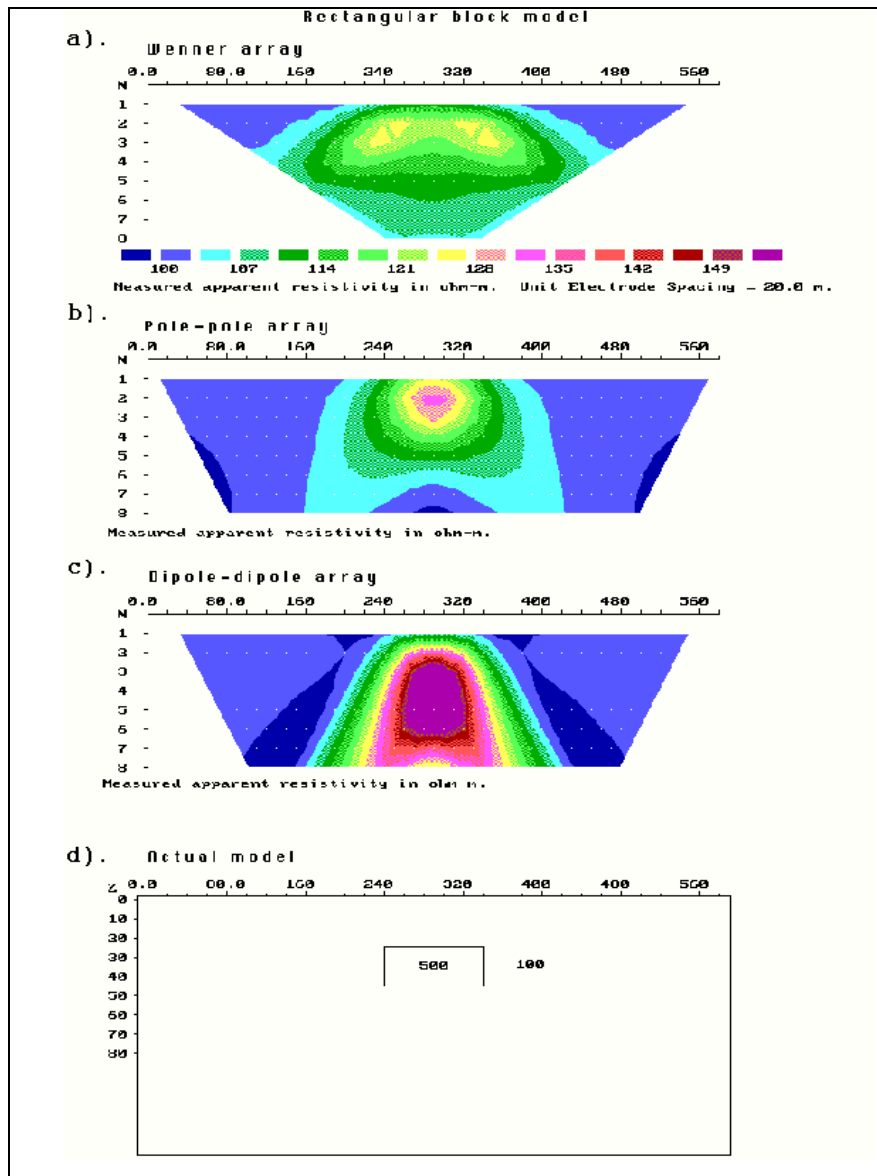 Rectangular block model
a).
Wenner array
0.0 80.0 160 240 320 400 480 560
N
1
2
3
4
5
6
7
8
100 107 114 121 128 135 142 149
Measured apparent resistivity in ohm-m. Unit Electrode Spacing = 20.0 m.
b).
Pole-pole array
0.0 80.0 160 240 320 400 480 560
N
1
2
3
4
5
6
7
8
Measured apparent resistivity in ohm-m.
c).
Dipole-dipole array
0.0 80.0 160 240 320 400 480 560
N
1
2
3
4
5
6
7
8
Measured apparent resistivity in ohm m.
d).
Actual model
Z 0.0 80.0 160 240 320 400 480 560
0
10
20
30
500 100
40
50
60
70
80